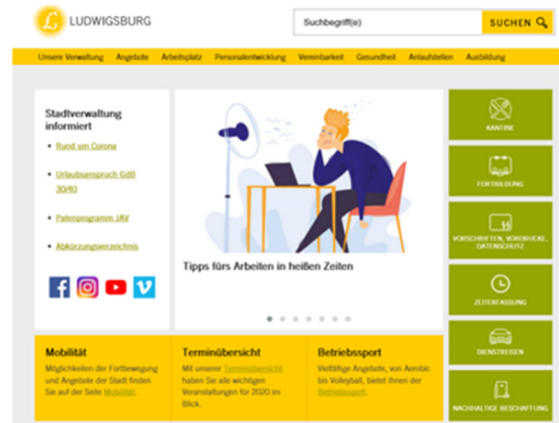 LUDWIGSBURG
Suchbegriff(e)
SUCHEN
Unsere Verwaltung Angebote Arbeitsplatz Personalentwicklung Vereinbarkeit Gesundheit Anlaufstellen Ausbildung
Stadtverwaltung
informiert
Rund um Corona
Urlaubsanspruch GdB
30/40
Patenprogramm JAV
Abkürzungsverzeichnis
Tipps fürs Arbeiten in heißen Zeiten
KANTINE
FORTBILDUNG
VORSCHRIFTEN, VORDRUCKE,
DATENSCHUTZ
ZEITERFASSUNG
DIENSTREISEN
NACHHALTIGE BESCHAFFUNG
Mobilität
Möglichkeiten der Fortbewegung
und Angebote der Stadt finden
Sie auf der Seite Mobilität.
Terminübersicht
Mit unserer Terminübersicht
haben Sie alle wichtigen
Veranstaltungen für 2020 im
Blick.
Betriebssport
Vielfältige Angebote, von Aerobic
bis Volleyball, bietet Ihnen der
Betriebssport.